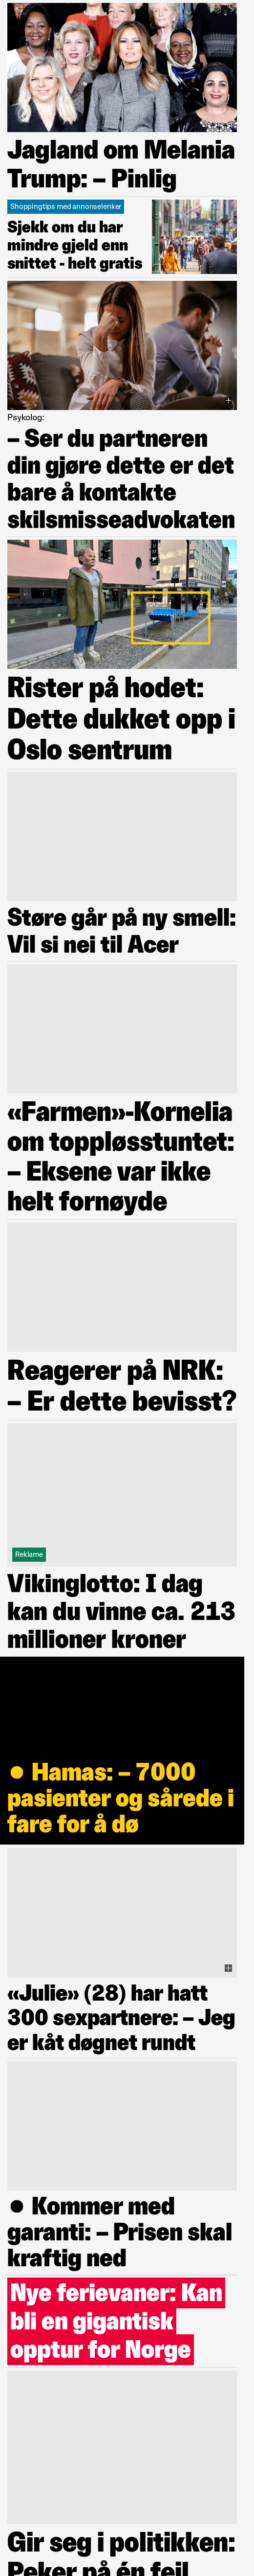 Jagland om Melania
Trump: – Pinlig
Shoppingtips med annonselenker
Sjekk om du har
mindre gjeld enn
snittet - helt gratis
Psykolog:
– Ser du partneren
din gjøre dette er det
bare å kontakte
skilsmisseadvokaten
Rister på hodet:
Dette dukket opp i
Oslo sentrum
Støre går på ny smell:
Vil si nei til Acer
«Farmen»-Kornelia
om toppløsstuntet:
– Eksene var ikke
helt fornøyde
Reagerer på NRK:
– Er dette bevisst?
Reklame
Vikinglotto: I dag
kan du vinne ca. 213
millioner kroner
● Hamas: – 7000
pasienter og sårede i
fare for å dø
«Julie» (28) har hatt
300 sexpartnere: – Jeg
er kåt døgnet rundt
● Kommer med
garanti: – Prisen skal
kraftig ned
Nye ferievaner: Kan
bli en gigantisk
opptur for Norge
Gir seg i politikken:
Peker på én feil